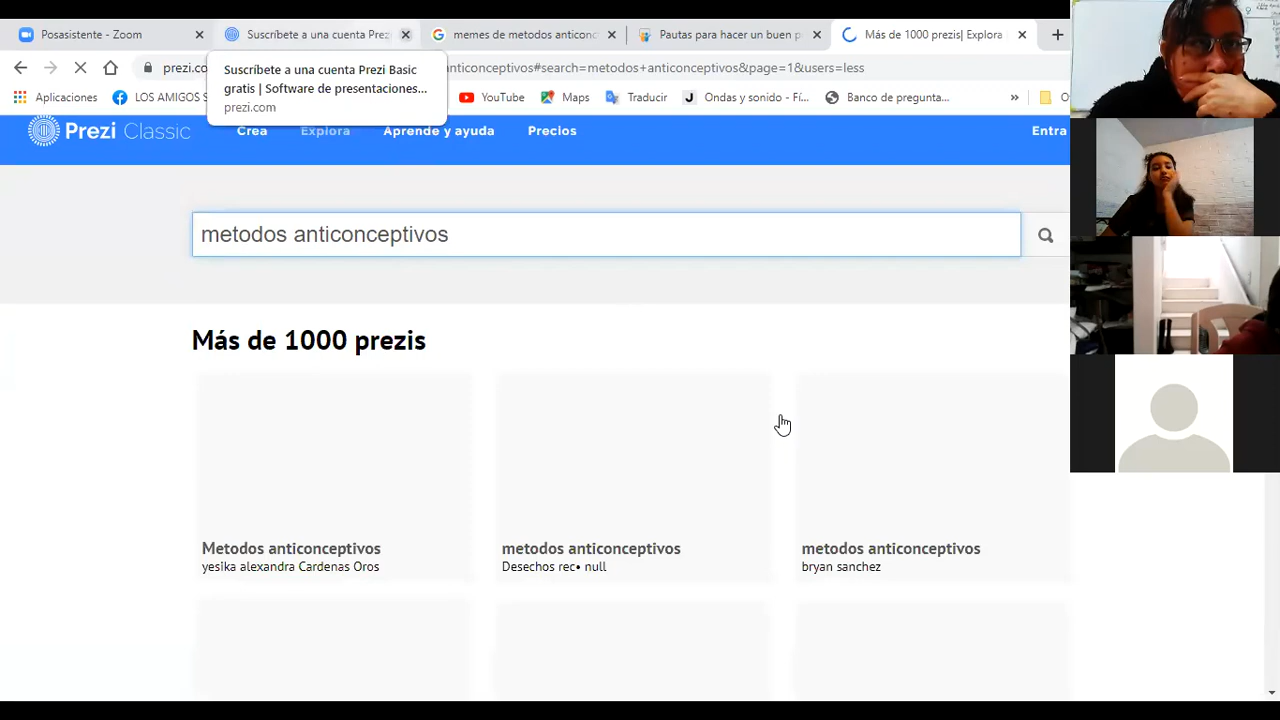 Posasistente - Zoom
Suscríbete a una cuenta Prez
memes de metodos anticonc
Pautas para hacer un buen p
Más de 1000 prezis| Explora
prezi.co
anticonceptivos#search=metodos+anticonceptivos&page=1&users=less
Suscríbete a una cuenta Prezi Basic
gratis | Software de presentaciones...
prezi.com
Aplicaciones
LOS AMIGOS S
YouTube
Maps
Traducir
Ondas y sonido - Fí...
Banco de pregunta...
»
O
Prezi Classic
Crea
Explora
Aprende y ayuda
Precios
Entra
metodos anticonceptivos
Más de 1000 prezis
Metodos anticonceptivos
yesika alexandra Cardenas Oros
metodos anticonceptivos
Desechos rec• null
metodos anticonceptivos
bryan sanchez